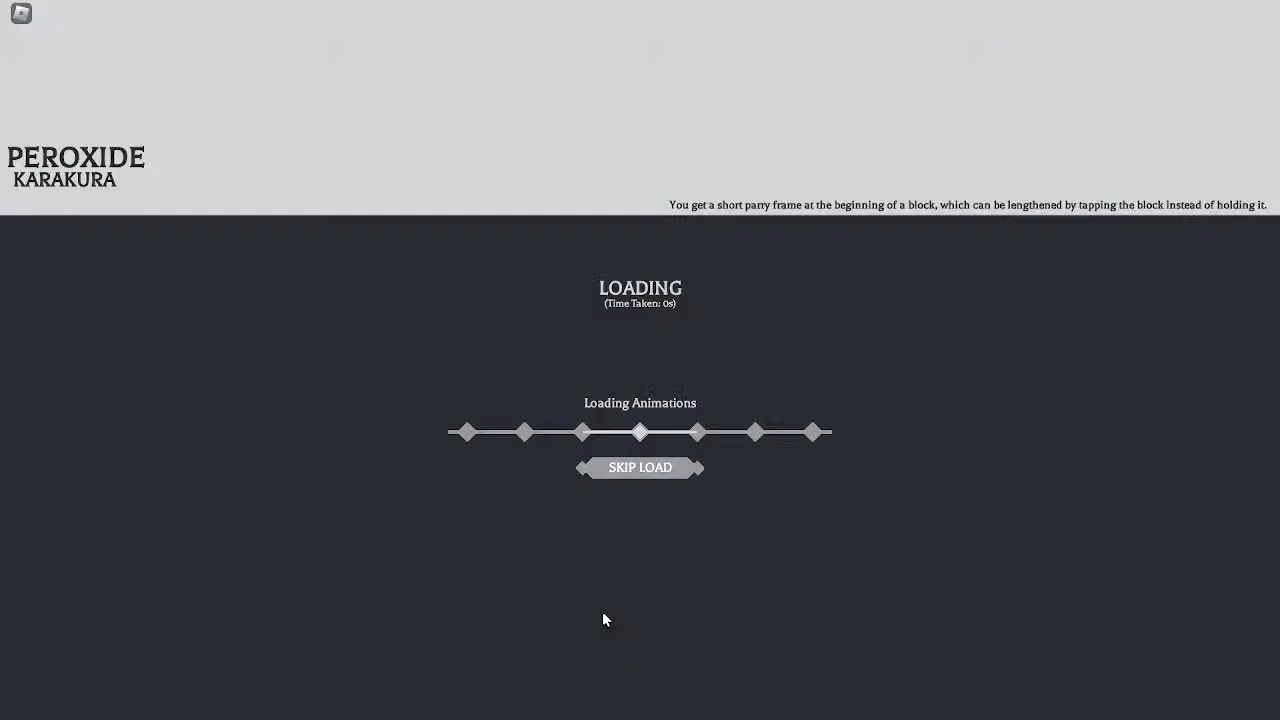 PEROXIDE
KARAKURA
You get a short parry frame at the beginning of a block, which can be lengthened by tapping the block instead of holding it.
LOADING
(Time Taken: 0s)
Loading Animations
SKIP LOAD